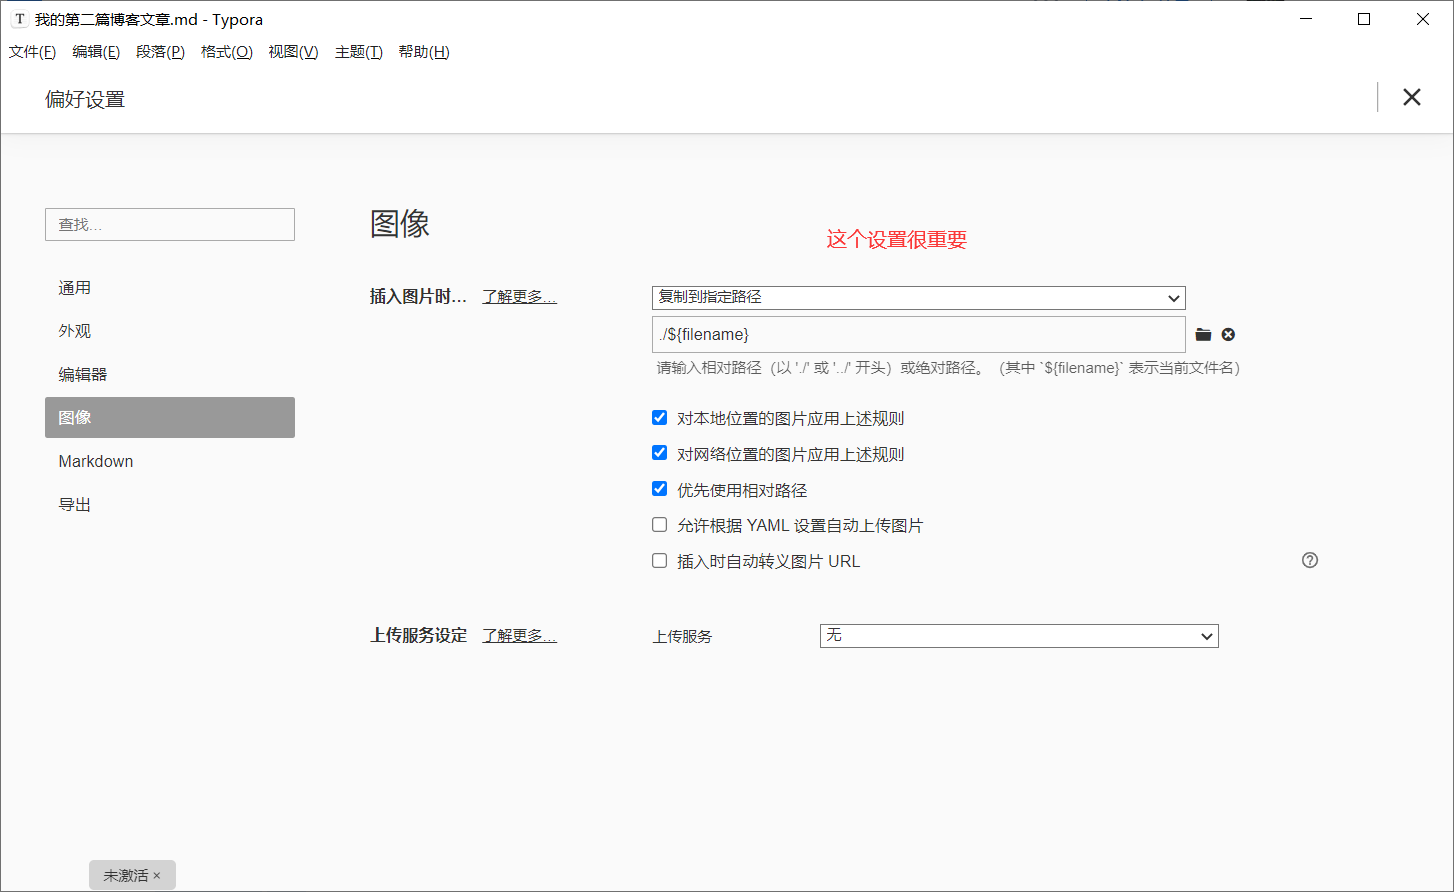 T 我的第二篇博客文章.md - Typora
文件(F) 编辑(E) 段落(P) 格式(O) 视图(V) 主题(T) 帮助(H)
偏好设置
查找...
通用
外观
编辑器
图像
Markdown
导出
图像
这个设置很重要
插入图片时... 了解更多... 复制到指定路径
./${filename}
请输入相对路径（以 './' 或 '../' 开头）或绝对路径。（其中 `${filename}` 表示当前文件名）
对本地位置的图片应用上述规则
对网络位置的图片应用上述规则
优先使用相对路径
允许根据 YAML 设置自动上传图片
插入时自动转义图片 URL
上传服务设定 了解更多... 上传服务 无
未激活 ×